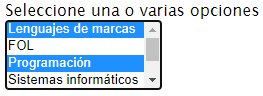 Seleccione una o varias opciones
Lenguajes de marcas
FOL
Programación
Sistemas informáticos